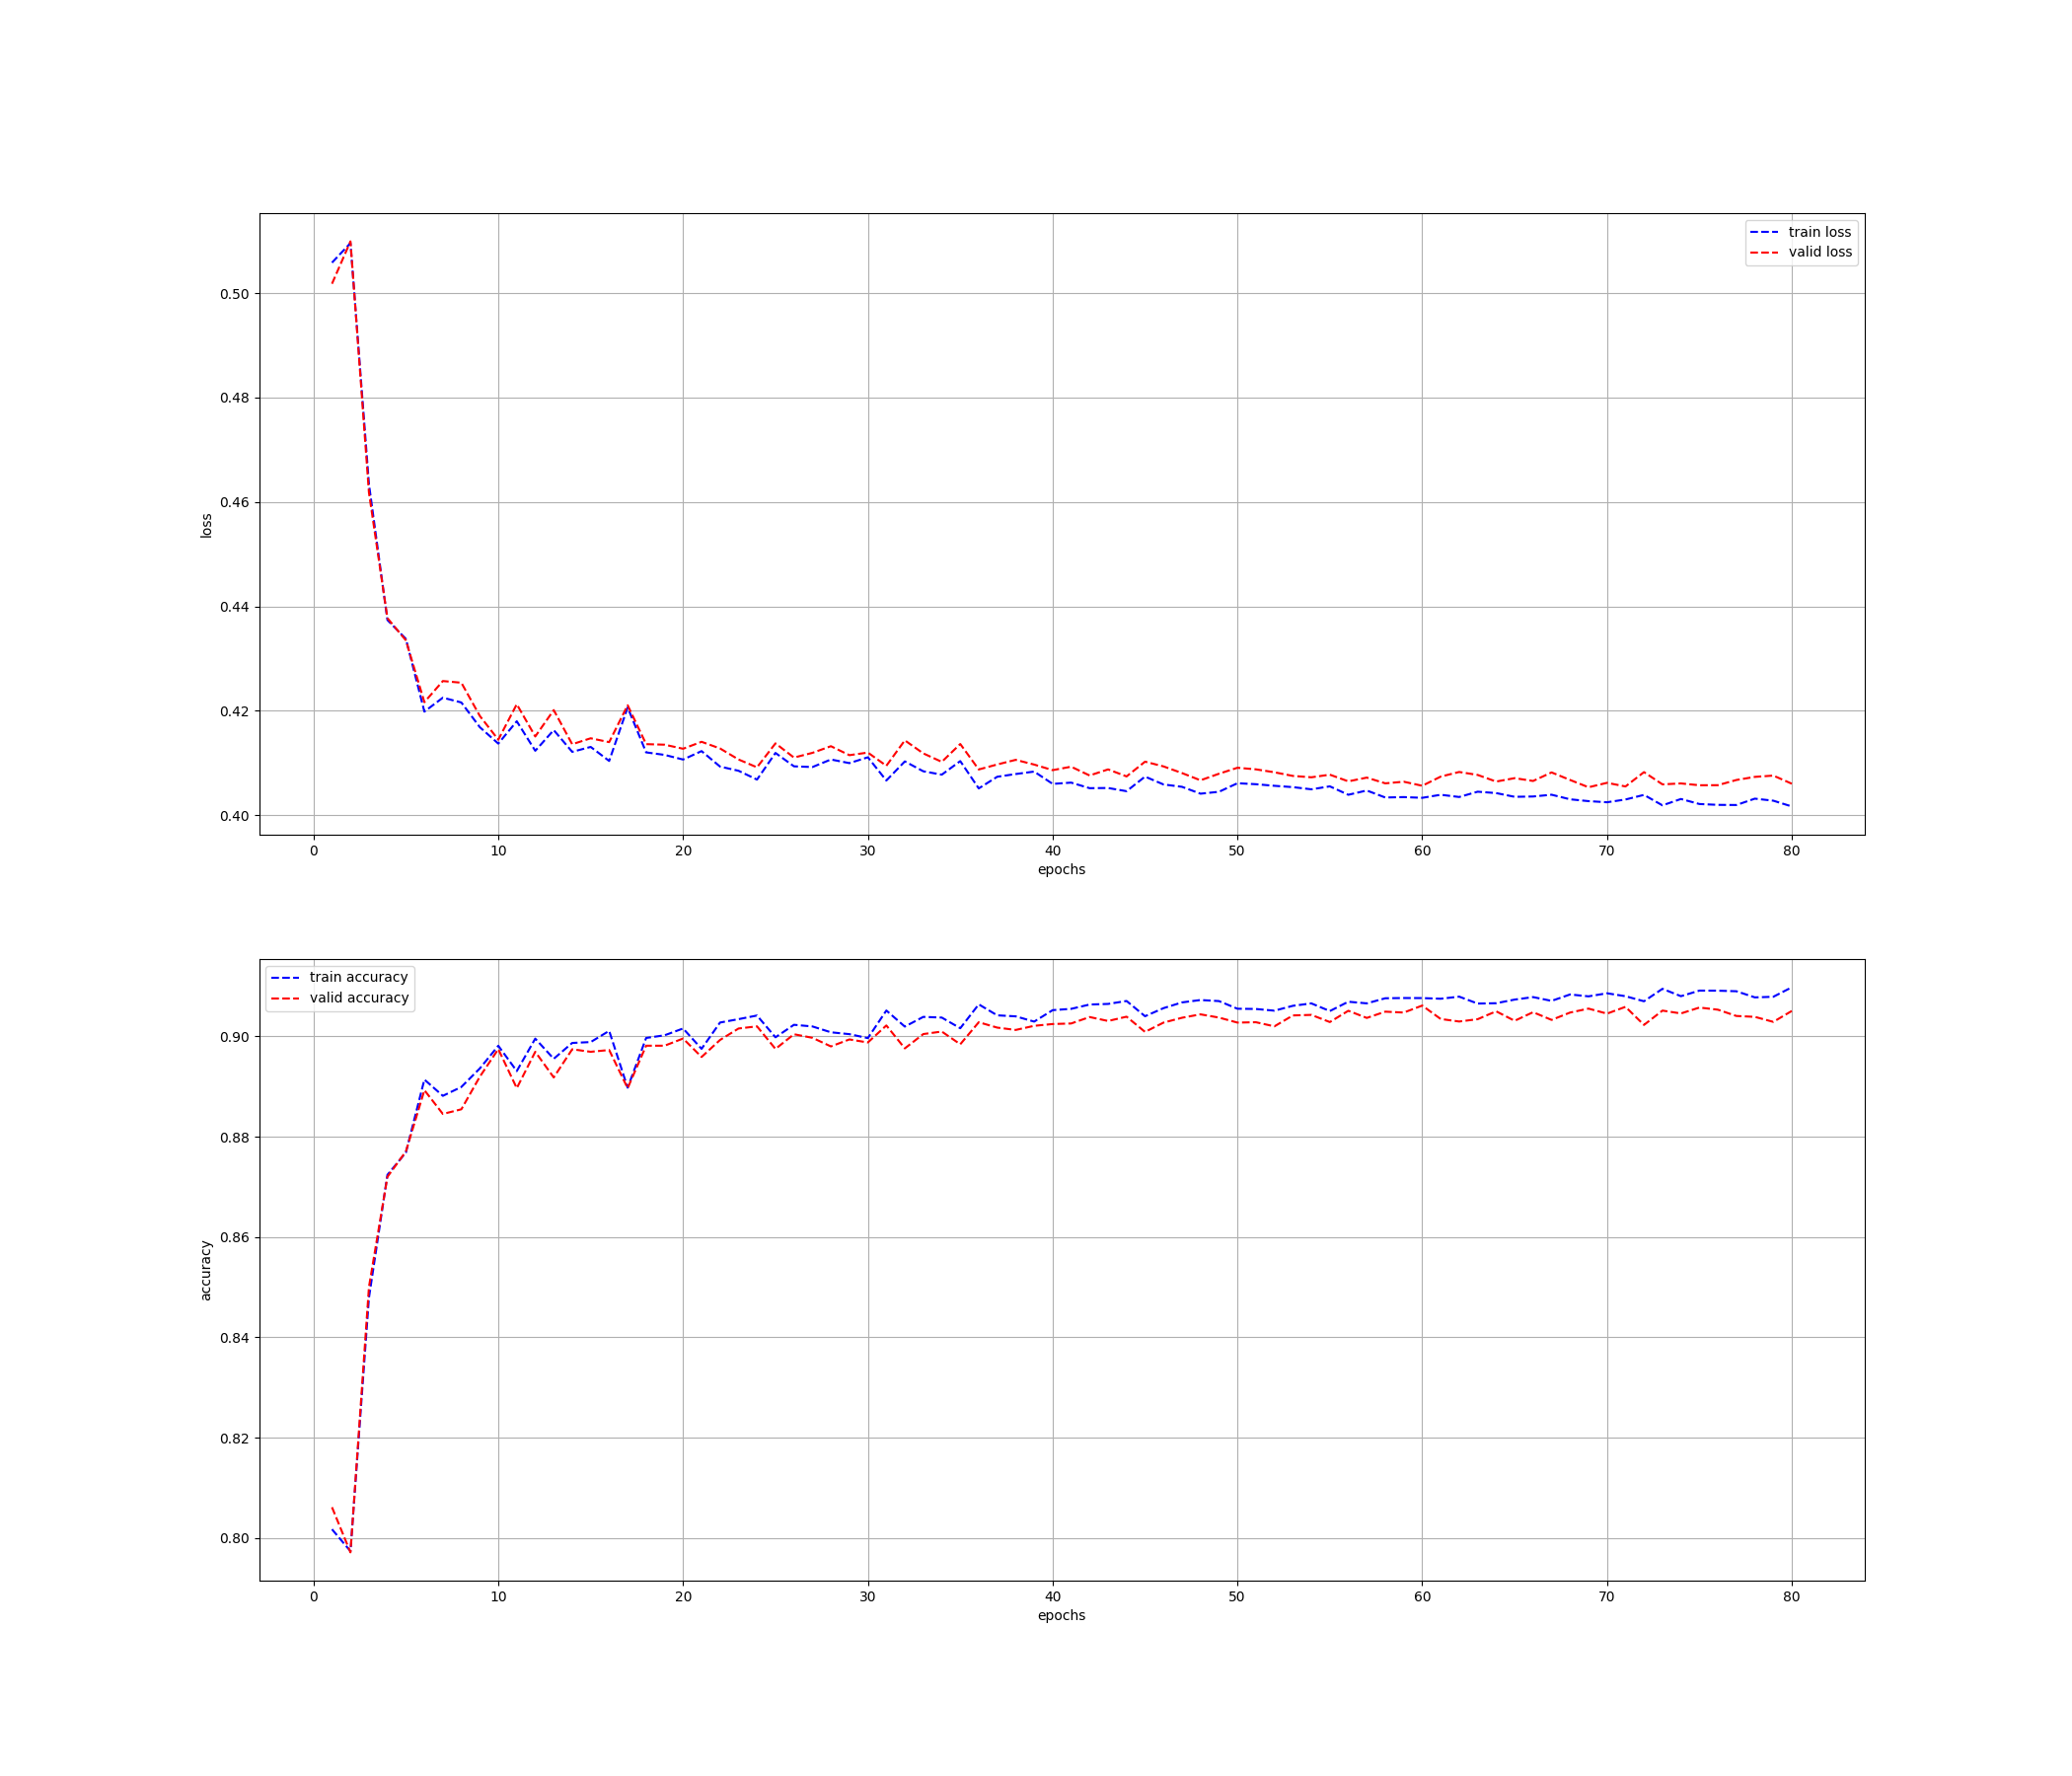 train loss
valid loss
0.50
0.48
0.46
0.44
0.42
0.40
loss
0 10 20 30 40 50 60 70 80
epochs
train accuracy
valid accuracy
0.90
0.88
0.86
0.84
0.82
0.80
accuracy
0 10 20 30 40 50 60 70 80
epochs